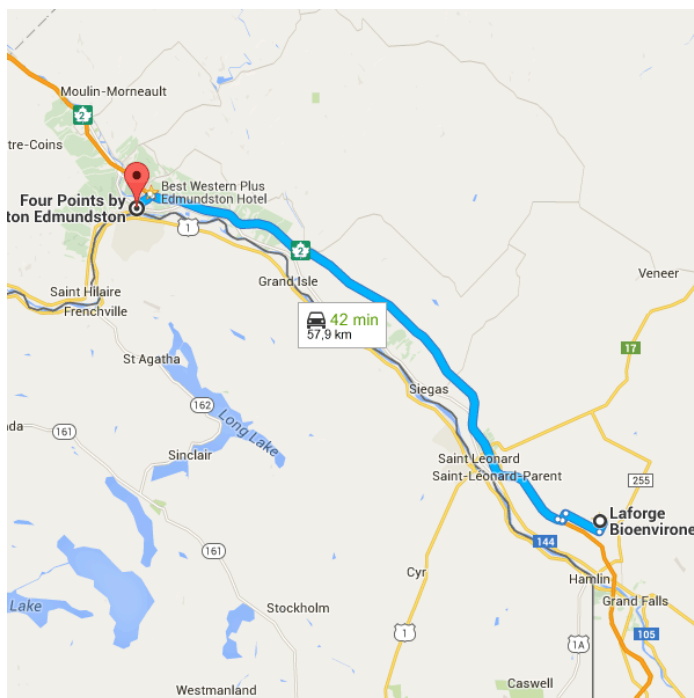 Moulin-Morneault
2
tre-Coins
Best Western Plus
Four Points by
Edmundston Hotel
ton Edmundston
1
2
Veneer
Grand Isle
Saint Hilaire
Frenchville
42 min
57,9 km
17
St Agatha
Siegas
162
Long Lake
nda
161
Sinclair
Saint Leonard
Saint-Léonard-Parent
255
Laforge
Bioenvirone
144
161
Cyr
Hamlin
Lake
Stockholm
Grand Falls
1
105
1A
Caswell
Westmanland